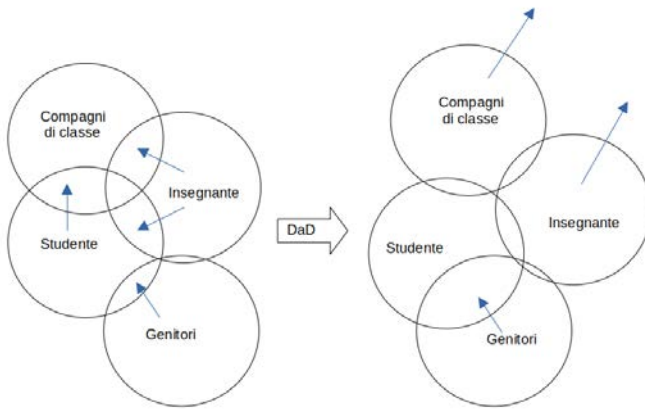 Compagni
di classe
Insegnante
Studente
Genitori
DaD
Compagni
di classe
Insegnante
Studente
Genitori